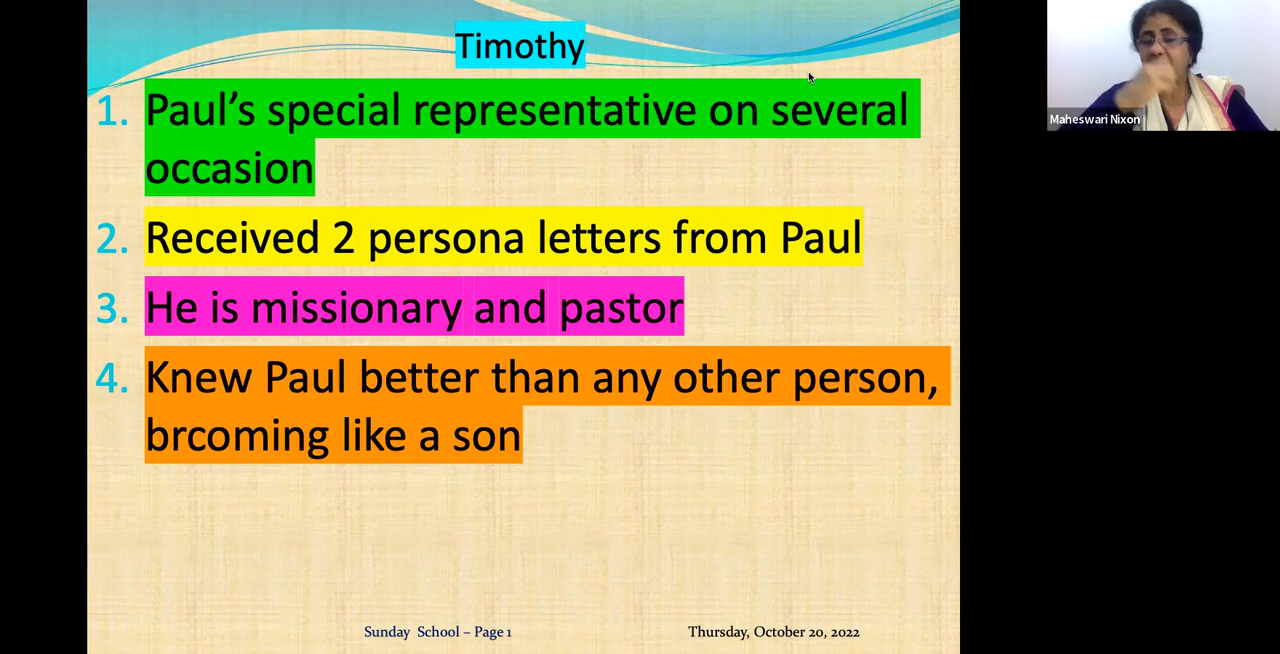 Timothy
1. Paul’s special representative on several
occasion
2. Received 2 persona letters from Paul
3. He is missionary and pastor
4. Knew Paul better than any other person,
brcoming like a son
Sunday School – Page 1
Thursday, October 20, 2022
Maheswari Nixon